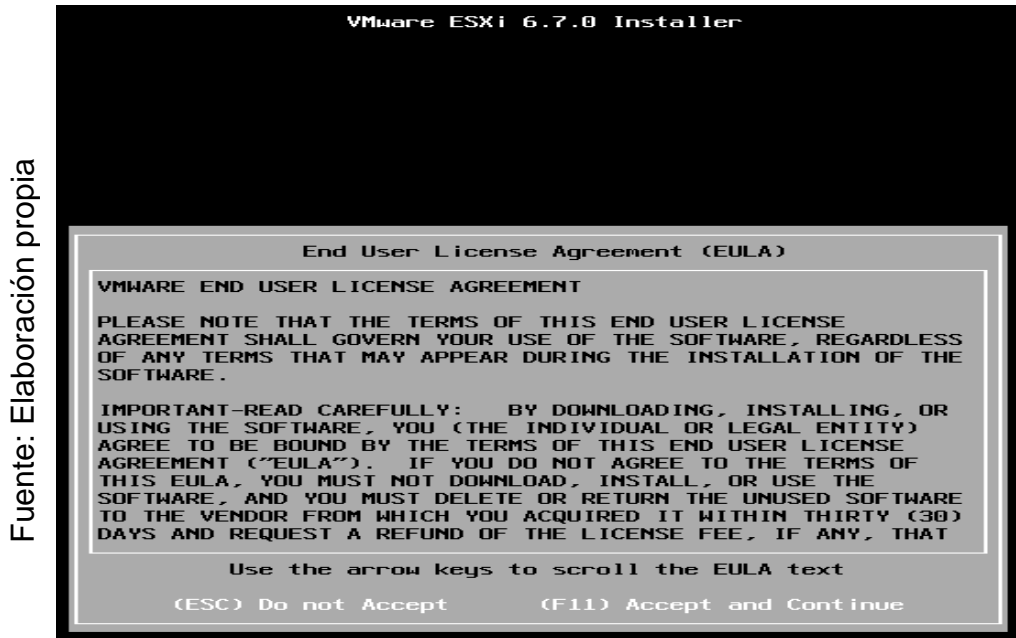 VMware ESXi 6.7.0 Installer
Fuente: Elaboración propia
End User License Agreement (EULA)
VMWARE END USER LICENSE AGREEMENT
PLEASE NOTE THAT THE TERMS OF THIS END USER LICENSE
AGREEMENT SHALL GOVERN YOUR USE OF THE SOFTWARE, REGARDLESS
OF ANY TERMS THAT MAY APPEAR DURING THE INSTALLATION OF THE
SOFTWARE.
IMPORTANT-READ CAREFULLY:   BY DOWNLOADING, INSTALLING, OR
USING THE SOFTWARE, YOU (THE INDIVIDUAL OR LEGAL ENTITY)
AGREE TO BE BOUND BY THE TERMS OF THIS END USER LICENSE
AGREEMENT ("EULA").  IF YOU DO NOT AGREE TO THE TERMS OF
THIS EULA, YOU MUST NOT DOWNLOAD, INSTALL, OR USE THE
SOFTWARE, AND YOU MUST DELETE OR RETURN THE UNUSED SOFTWARE
TO THE VENDOR FROM WHICH YOU ACQUIRED IT WITHIN THIRTY (30)
DAYS AND REQUEST A REFUND OF THE LICENSE FEE, IF ANY, THAT
Use the arrow keys to scroll the EULA text
(ESC) Do not Accept (F11) Accept and Continue